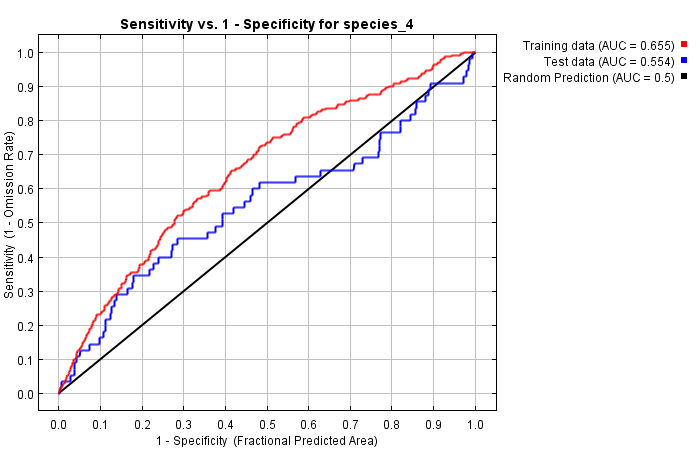 Sensitivity vs. 1 - Specificity for species_4
Training data (AUC = 0.655)
Test data (AUC = 0.554)
Random Prediction (AUC = 0.5)
Sensitivity (1 - Omission Rate)
1.0
0.9
0.8
0.7
0.6
0.5
0.4
0.3
0.2
0.1
0.0
0.0 0.1 0.2 0.3 0.4 0.5 0.6 0.7 0.8 0.9 1.0
1 - Specificity (Fractional Predicted Area)